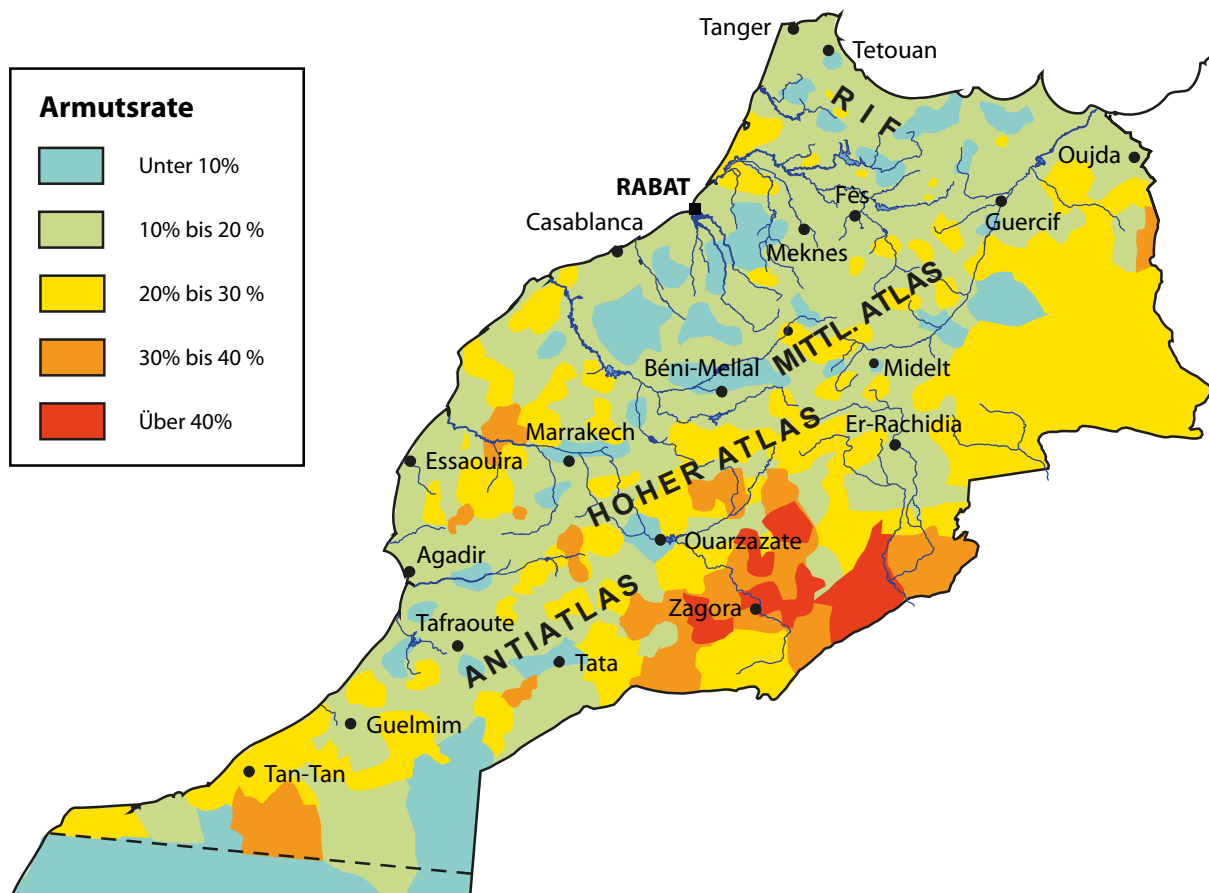 Armutsrate
Unter 10%
10% bis 20 %
20% bis 30 %
30% bis 40 %
Über 40%
Tanger
Tetouan
RIF
Oujda
RABAT
Fès
Casablanca
Guercif
Meknes
MITTL. ATLAS
Béni-Mellal
Midelt
Er-Rachidia
Marrakech
Essaouira
HOHER ATLAS
Ouarzazate
Agadir
Zagora
Tafraoute
ANTIATLAS
Tata
Guelmim
Tan-Tan